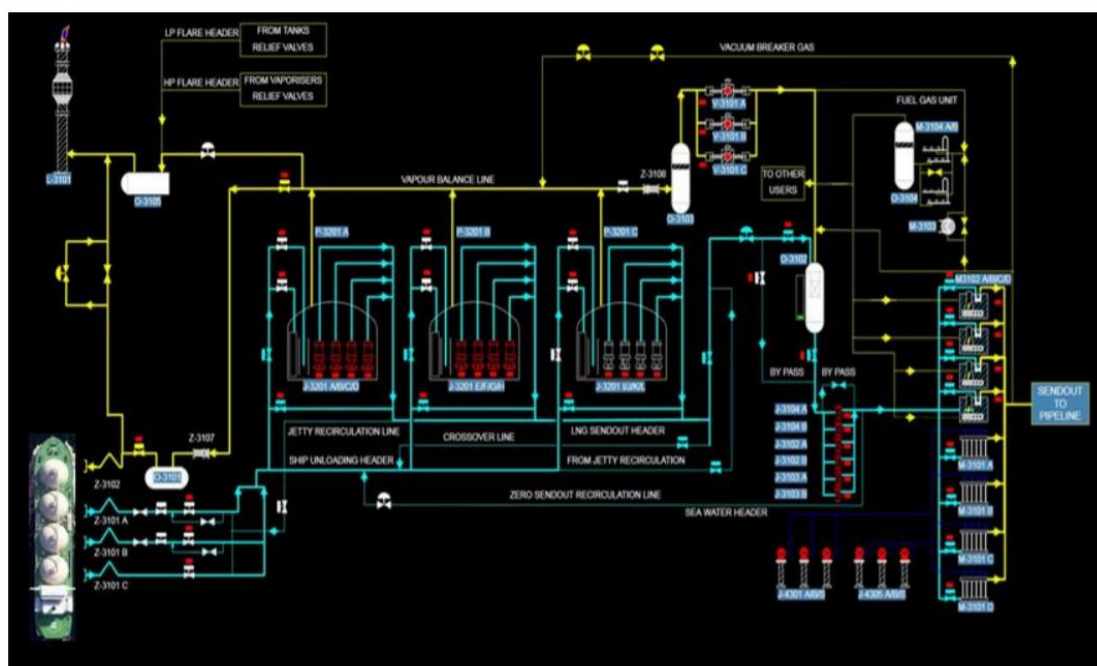 LP FLARE HEADER
FROM TANKS
RELIEF VALVES
HP FLARE HEADER
FROM VAPORISERS
RELIEF VALVES
VACUUM BREAKER GAS
V-3101 A
V-3101 B
V-3101 C
FUEL GAS UNIT
M-3104 A/B
O-3104
M-3103
L-3101
O-3105
VAPOUR BALANCE LINE
Z-3106
O-3103
TO OTHER
USERS
P-3201 A
P-3201 B
P-3201 C
O-3102
M3102 A/B/C/D
J-3201 A/B/C/D
J-3201 E/F/G/H
J-3201 I/J/K/L
BY PASS
BY PASS
SENDOUT
TO
PIPELINE
JETTY RECIRCULATION LINE
CROSSOVER LINE
LNG SENDOUT HEADER
SHIP UNLOADING HEADER
FROM JETTY RECIRCULATION
ZERO SENDOUT RECIRCULATION LINE
SEA WATER HEADER
J-3104 A
J-3104 B
J-3102 A
J-3102 B
J-3103 A
J-3103 B
Z-3107
O-3101
Z-3102
Z-3101 A
Z-3101 B
Z-3101 C
M-3101 A
M-3101 B
M-3101 C
M-3101 D
J-4301 A/B/S
J-4305 A/B/S